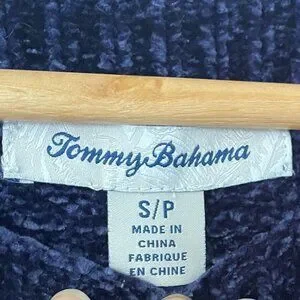 Tommy Bahama
S/P
MADE IN
CHINA
FABRIQUE
EN CHINE